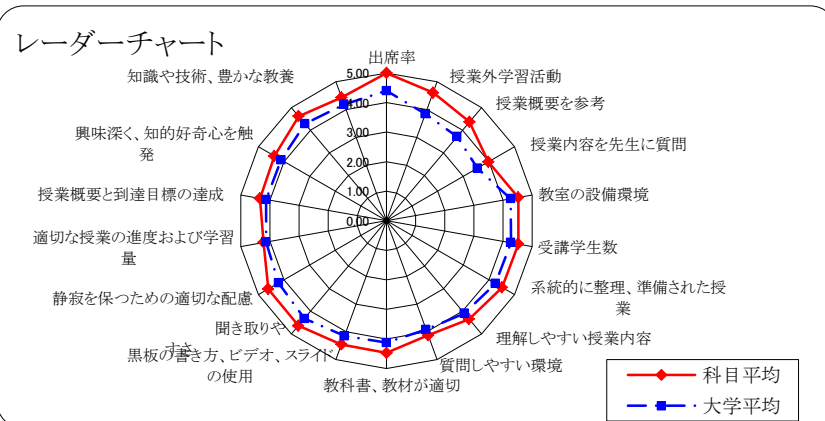 レーダーチャート
出席率
授業外学習活動
授業概要を参考
授業内容を先生に質問
教室の設備環境
受講学生数
系統的に整理、準備された授
業
理解しやすい授業内容
質問しやすい環境
教科書、教材が適切
黒板の書き方、ビデオ、スライド
の使用
聞き取りや
すさ
静寂を保つための適切な配慮
適切な授業の進度および学習
量
授業概要と到達目標の達成
興味深く、知的好奇心を触
発
知識や技術、豊かな教養
5.00
4.00
3.00
2.00
1.00
0.00
科目平均
大学平均